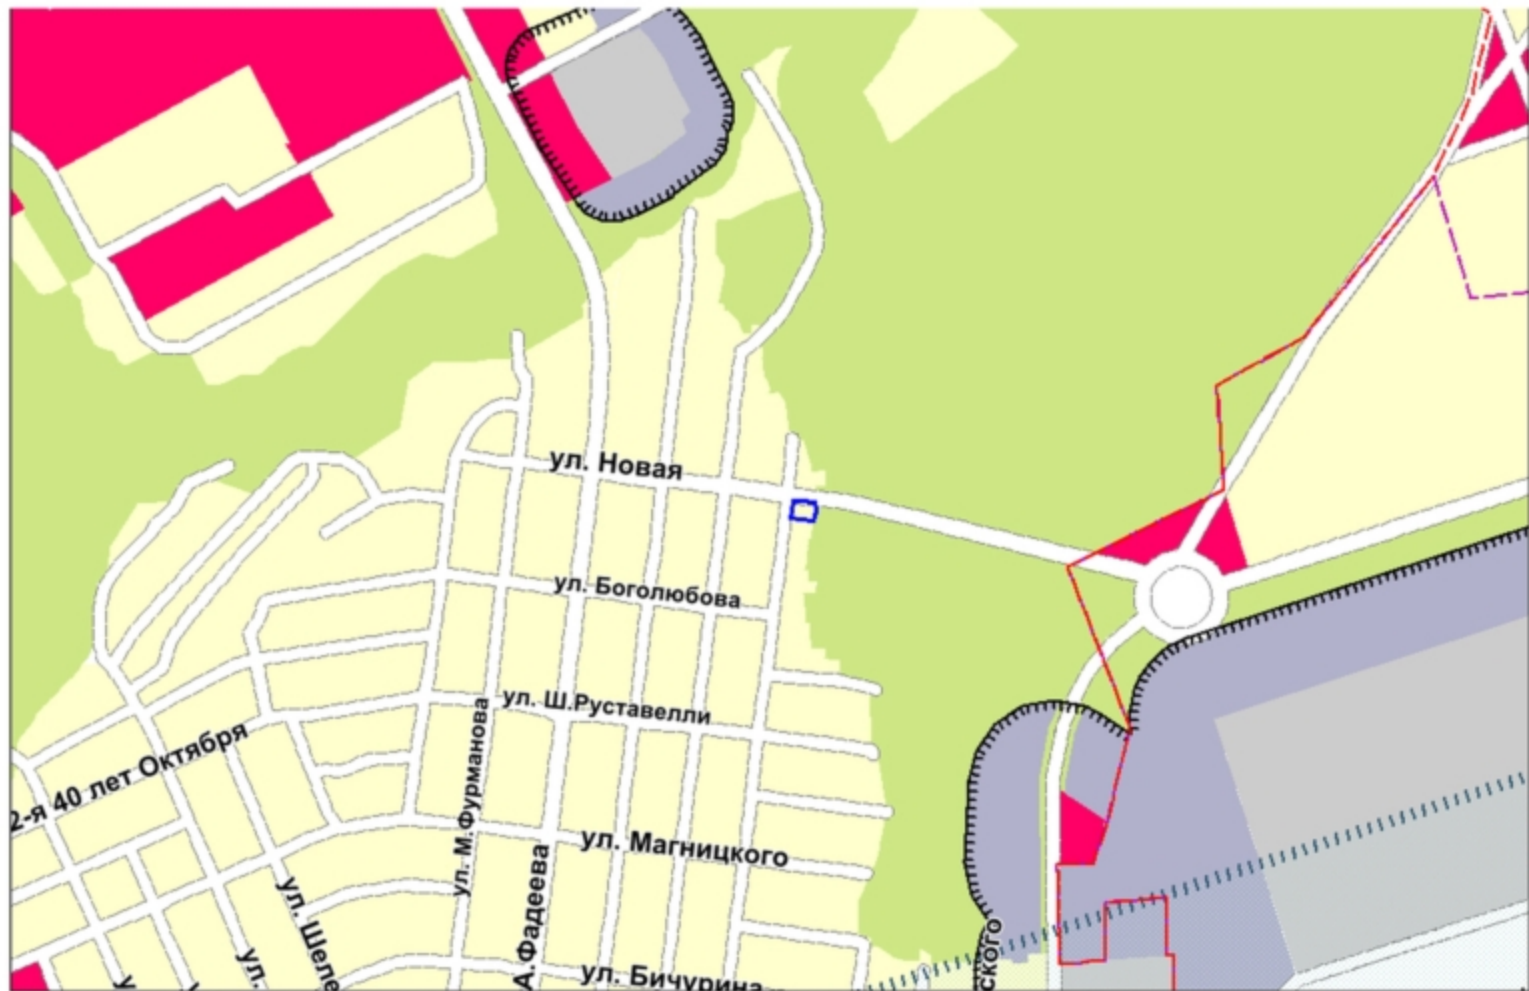 ул. Новая
ул. Боголюбова
ул. Ш.Руставелли
ул. М.Фурманова
2-я 40 лет Октября
ул. Магницкого
А.Фадеева
ул. Шеле
ского
ул.
ул. Бичурина